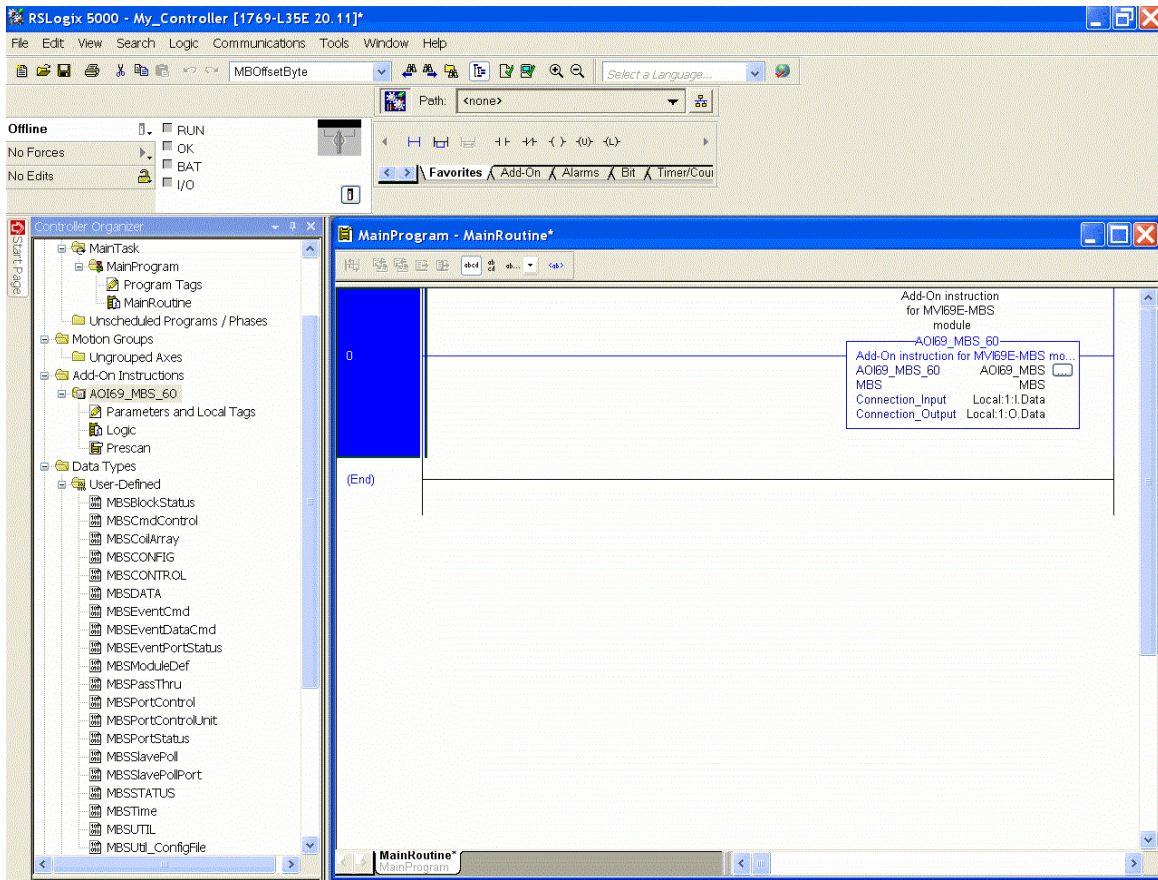 RSLogix 5000 - My_Controller [1769-L35E 20.11]*
File Edit View Search Logic Communications Tools Window Help
MBOffsetByte
Select a Language...
Path: <none>
Offline
RUN
No Forces
OK
BAT
No Edits
I/O
Favorites Add-On Alarms Bit Timer/Coun
Start Page
Controller Organizer
MainTask
MainProgram
Program Tags
MainRoutine
Unscheduled Programs / Phases
Motion Groups
Ungrouped Axes
Add-On Instructions
AOI69_MBS_60
Parameters and Local Tags
Logic
Prescan
Data Types
User-Defined
MBSBlockStatus
MBSCmdControl
MBSCoilArray
MBSCONFIG
MBSCONTROL
MBSDATA
MBSEventCmd
MBSEventDataCmd
MBSEventPortStatus
MBSModuleDef
MBSPassThru
MBSPortControl
MBSPortControlUnit
MBSPortStatus
MBSSlavePoll
MBSSlavePollPort
MBSSTATUS
MBSTime
MBSUTIL
MBSUtil_ConfigFile
MainProgram - MainRoutine*
abcd ab cd ab... <ab>
Add-On instruction
for MVI69E-MBS
module
AOI69_MBS_60
0
Add-On instruction for MVI69E-MBS mo...
AOI69_MBS_60 AOI69_MBS ...
MBS MBS
Connection_Input Local:1:I.Data
Connection_Output Local:1:O.Data
(End)
MainRoutine*
MainProgram